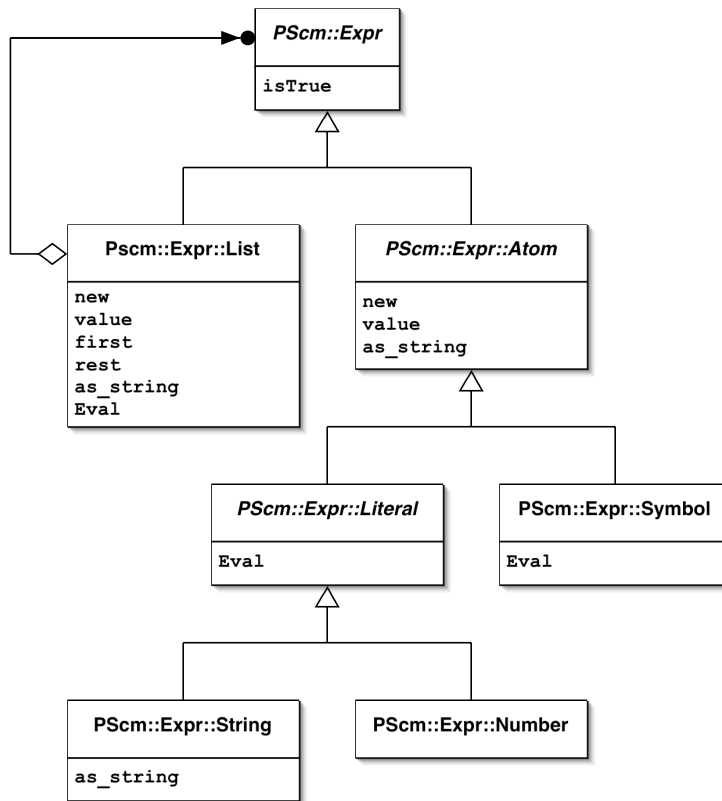 PScm::Expr
isTrue
Pscm::Expr::List
new
value
first
rest
as_string
Eval
PScm::Expr::Atom
new
value
as_string
PScm::Expr::Literal
Eval
PScm::Expr::Symbol
Eval
PScm::Expr::String
as_string
PScm::Expr::Number